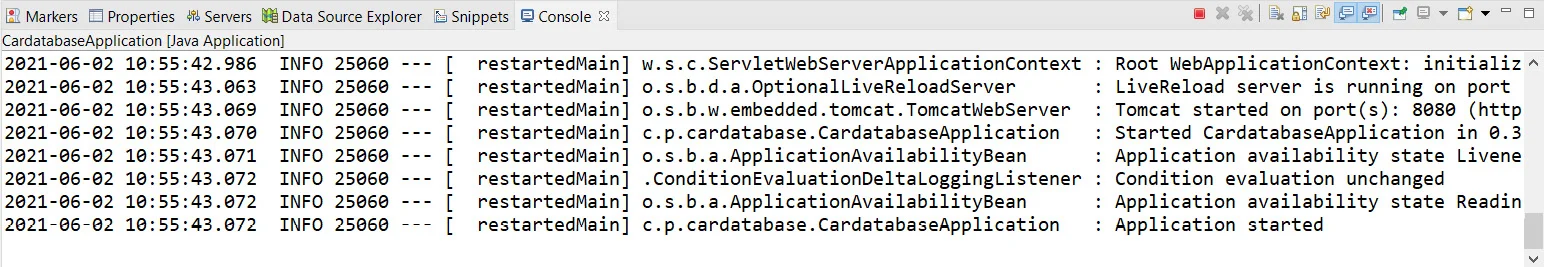 Markers Properties Servers Data Source Explorer Snippets Console
CardatabaseApplication [Java Application]
2021-06-02 10:55:42.986  INFO 25060 --- [  restartedMain] w.s.c.ServletWebServerApplicationContext : Root WebApplicationContext: initializ
2021-06-02 10:55:43.063  INFO 25060 --- [  restartedMain] o.s.b.d.a.OptionalLiveReloadServer       : LiveReload server is running on port
2021-06-02 10:55:43.069  INFO 25060 --- [  restartedMain] o.s.b.w.embedded.tomcat.TomcatWebServer  : Tomcat started on port(s): 8080 (http
2021-06-02 10:55:43.070  INFO 25060 --- [  restartedMain] c.p.cardatabase.CardatabaseApplication   : Started CardatabaseApplication in 0.3
2021-06-02 10:55:43.071  INFO 25060 --- [  restartedMain] o.s.b.a.ApplicationAvailabilityBean      : Application availability state Livene
2021-06-02 10:55:43.072  INFO 25060 --- [  restartedMain] .ConditionEvaluationDeltaLoggingListener : Condition evaluation unchanged
2021-06-02 10:55:43.072  INFO 25060 --- [  restartedMain] o.s.b.a.ApplicationAvailabilityBean      : Application availability state Readin
2021-06-02 10:55:43.072  INFO 25060 --- [  restartedMain] c.p.cardatabase.CardatabaseApplication   : Application started